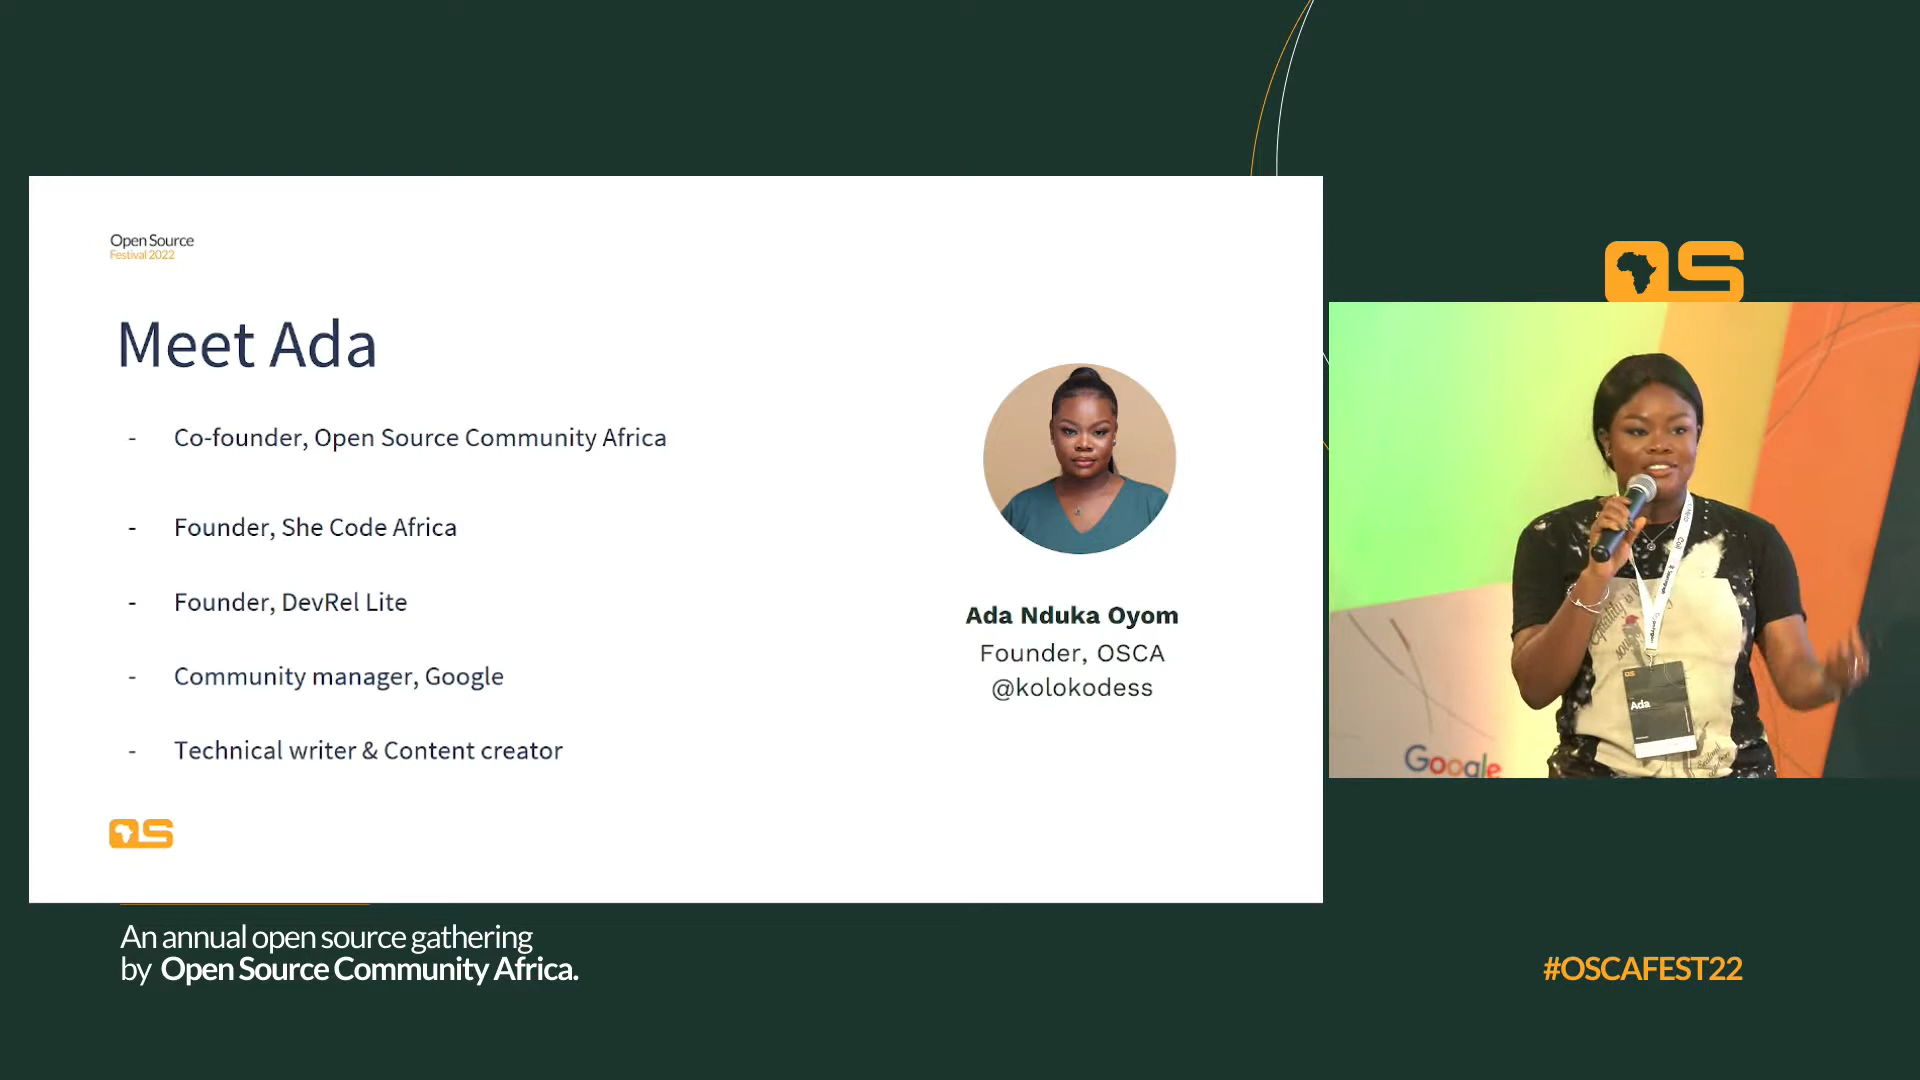 Open Source
Festival 2022
Meet Ada
- Co-founder, Open Source Community Africa
- Founder, She Code Africa
- Founder, DevRel Lite
- Community manager, Google
- Technical writer & Content creator
Ada Nduka Oyom
Founder, OSCA
@kolokodess
OS
OS
Ada
Google
An annual open source gathering
by Open Source Community Africa.
#OSCAFEST22